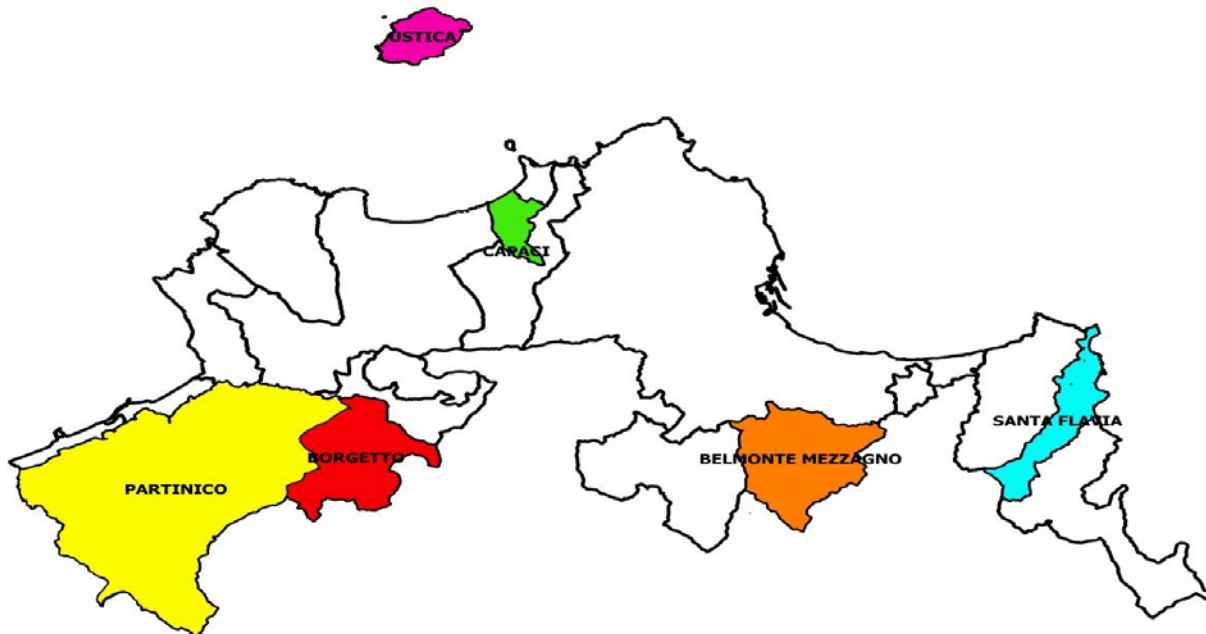 USTICA
CAPACI
SANTA FLAVIA
BORGETTO
BELMONTE MEZZAGNO
PARTINICO